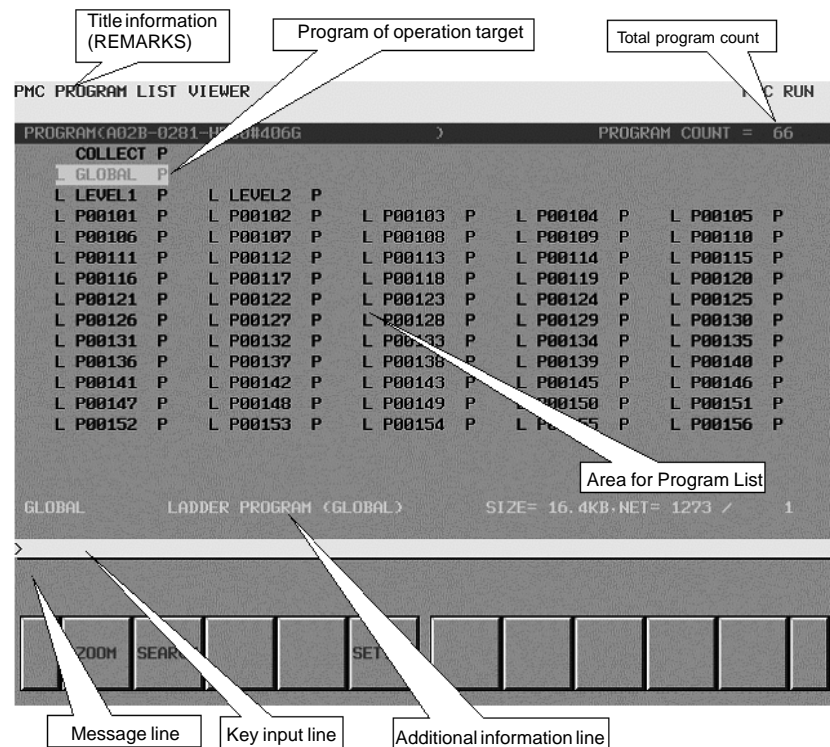 Title information
(REMARKS)
Program of operation target
Total program count
PMC PROGRAM LIST VIEWER RUN
) PROGRAM COUNT = 66
COLLECT P
L GLOBAL P
L LEVEL1 P L LEVEL2 P
L P00101 P L P00102 P L P00103 P L P00104 P L P00105 P
L P00106 P L P00107 P L P00108 P L P00109 P L P00110 P
L P00111 P L P00112 P L P00113 P L P00114 P L P00115 P
L P00116 P L P00117 P L P00118 P L P00119 P L P00120 P
L P00121 P L P00122 P L P00123 P L P00124 P L P00125 P
L P00126 P L P00127 P L P00128 P L P00129 P L P00130 P
L P00131 P L P00132 P L P00133 P L P00134 P L P00135 P
L P00136 P L P00137 P L P00138 P L P00139 P L P00140 P
L P00141 P L P00142 P L P00143 P L P00145 P L P00146 P
L P00147 P L P00148 P L P00149 P L P00150 P L P00151 P
L P00152 P L P00153 P L P00154 P L P L P00156 P
Area for Program List
GLOBAL LADDER PROGRAM (GLOBAL) SIZE= 16.4KB,NET= 1273 / 1
>
ZOOM SEARCH
Message line
Key input line
Additional information line